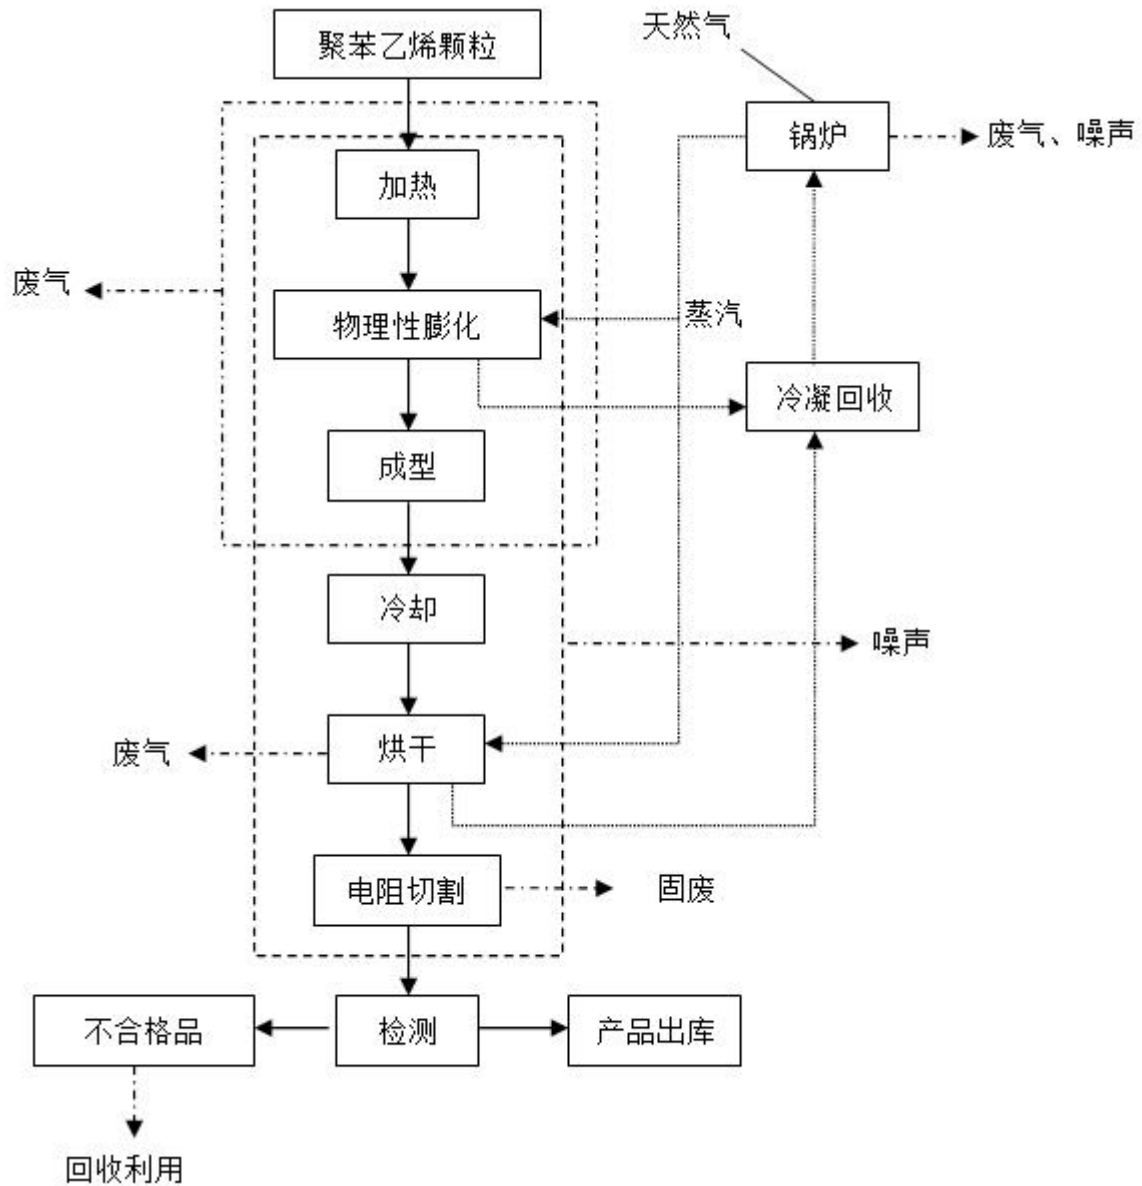 聚苯乙烯颗粒
天然气
锅炉
废气、噪声
加热
废气
物理性膨化
蒸汽
冷凝回收
成型
冷却
噪声
烘干
废气
电阻切割
固废
不合格品
检测
产品出库
回收利用